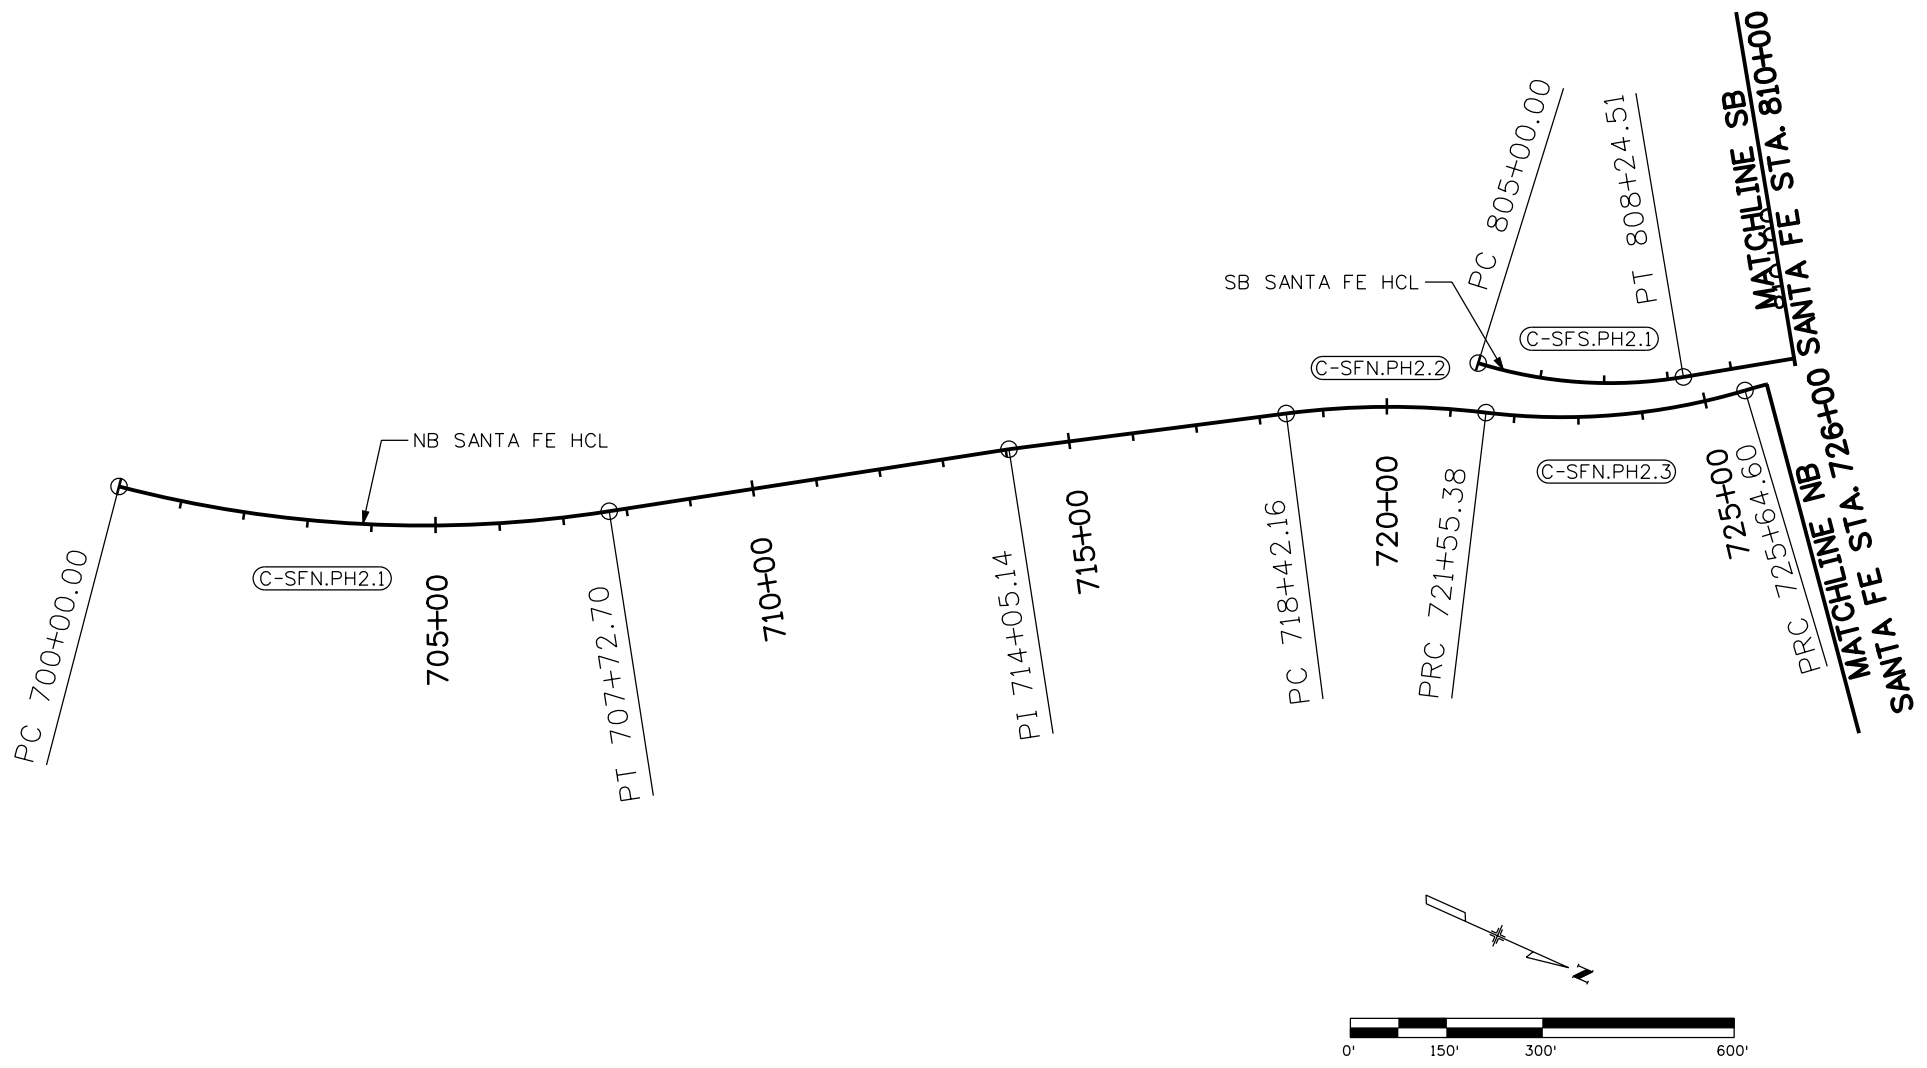 MATCHLINE SB
SANTA FE STA. 810+00
PC 805+00.00
PT 808+24.51
SB SANTA FE HCL
C-SFS.PH2.1
C-SFN.PH2.2
NB SANTA FE HCL
C-SFN.PH2.1
C-SFN.PH2.3
PC 700+00.00
705+00
PT 707+72.70
710+00
PI 714+05.14
715+00
PC 718+42.16
720+00
PRC 721+55.38
725+00
PRC 725+64.60
MATCHLINE NB
SANTA FE STA. 726+00
N
0' 150' 300' 600'